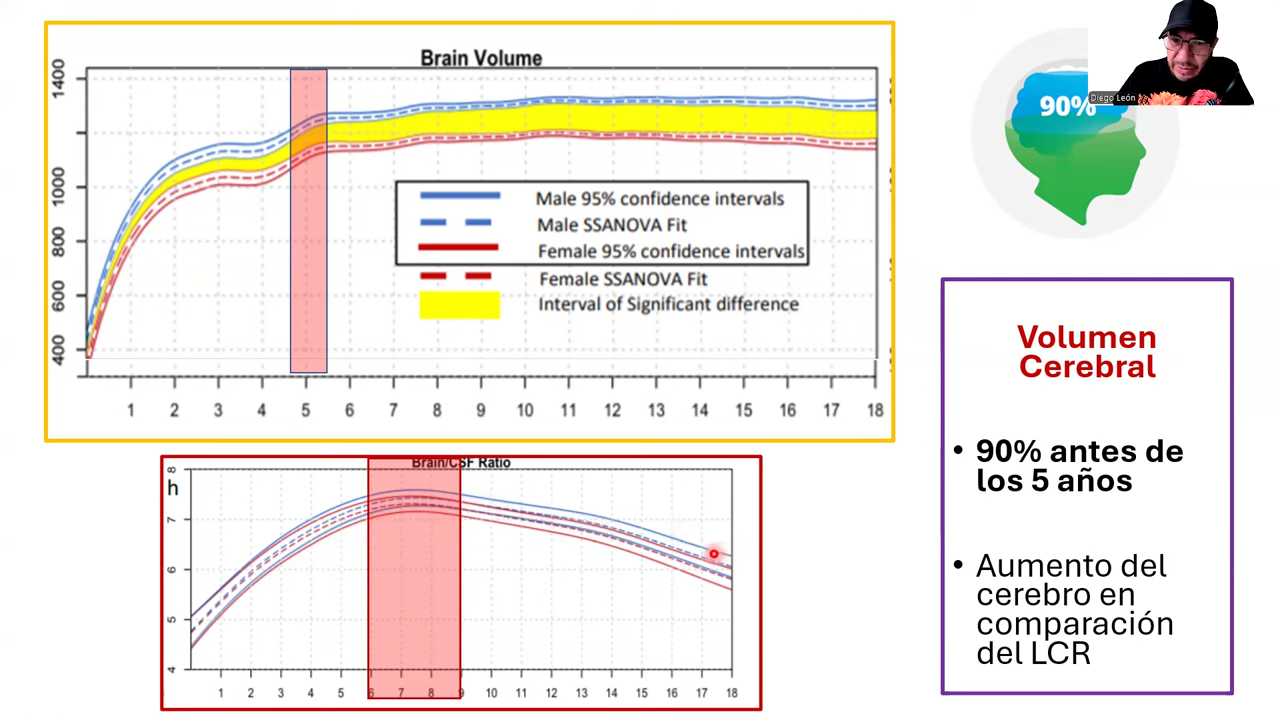 Brain Volume
1400
1000
800
600
400
Male 95% confidence intervals
Male SSANOVA Fit
Female 95% confidence intervals
Female SSANOVA Fit
Interval of Significant difference
1 2 3 4 5 6 7 8 9 10 11 12 13 14 15 16 17 18
Brain/CSF Ratio
8
h
7
6
5
4
1 2 3 4 5 6 7 8 9 10 11 12 13 14 15 16 17 18
90%
Diego León
Volumen
Cerebral
• 90% antes de
los 5 años
• Aumento del
cerebro en
comparación
del LCR